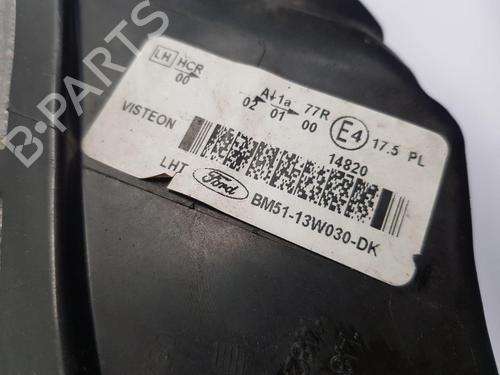 B-PARTS
LH HCR
00
A+1a 77R
02 01 00
E4 17.5 PL
14820
VISTEON
LHT Ford BM51-13W030-DK